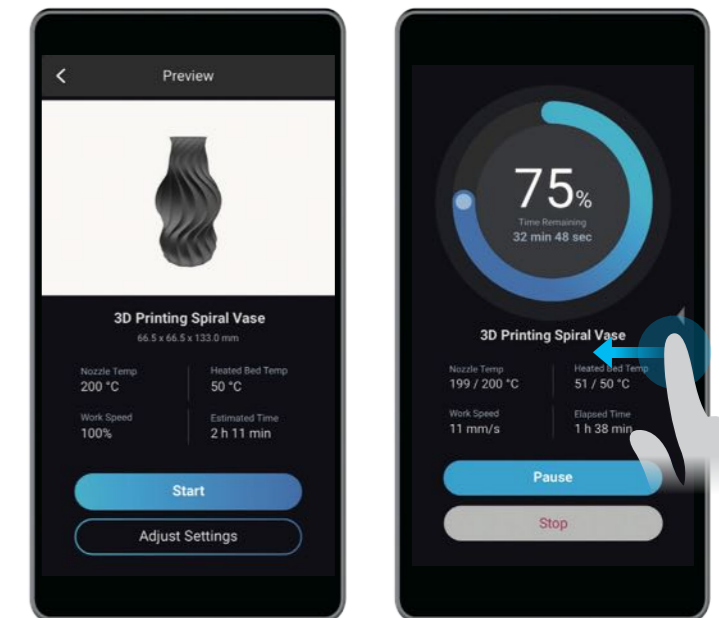 Preview
3D Printing Spiral Vase
66.5 x 66.5 x 133.0 mm
Nozzle Temp
200 °C
Heated Bed Temp
50 °C
Work Speed
100%
Estimated Time
2 h 11 min
Start
Adjust Settings
75%
Time Remaining
32 min 48 sec
3D Printing Spiral Vase
Nozzle Temp
199 / 200 °C
Heated Bed Temp
51 / 50 °C
Work Speed
11 mm/s
Elapsed Time
1 h 38 min
Pause
Stop